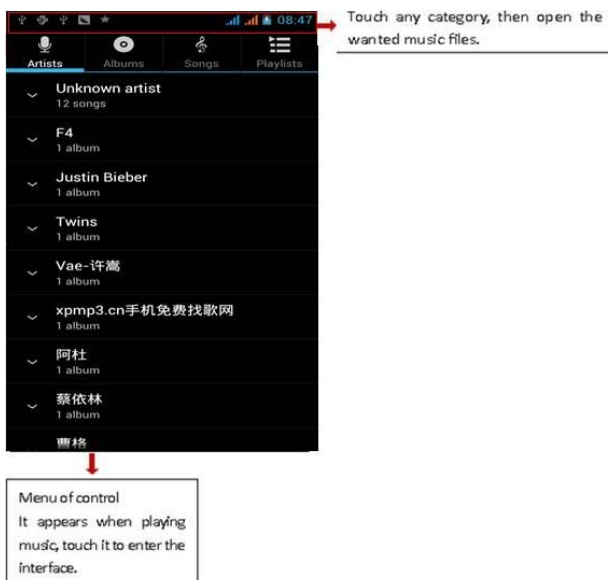 08:47
Touch any category, then open the
wanted music files.
Artists Albums Songs Playlists
Unknown artist
12 songs
F4
1 album
Justin Bieber
1 album
Twins
1 album
Vae-许嵩
1 album
xpmp3.cn手机免费找歌网
1 album
阿杜
1 album
蔡依林
1 album
曹格
Menu of control
It appears when playing
music, touch it to enter the
interface.